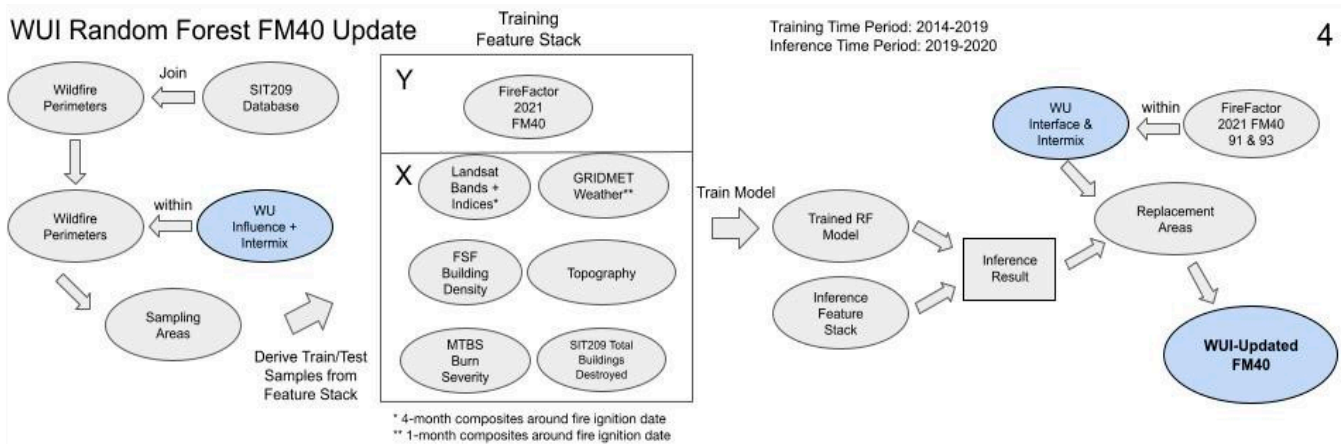 WUI Random Forest FM40 Update
Training
Feature Stack
Training Time Period: 2014-2019
Inference Time Period: 2019-2020
4
Wildfire
Perimeters
Join
SIT209
Database
Wildfire
Perimeters
within
WU
Influence +
Intermix
Sampling
Areas
Derive Train/Test
Samples from
Feature Stack
Y
FireFactor
2021
FM40
X
Landsat
Bands +
Indices*
GRIDMET
Weather**
FSF
Building
Density
Topography
MTBS
Burn
Severity
SIT209 Total
Buildings
Destroyed
* 4-month composites around fire ignition date
** 1-month composites around fire ignition date
Train Model
Trained RF
Model
Inference
Feature
Stack
Inference
Result
WU
Interface &
Intermix
within
FireFactor
2021 FM40
91 & 93
Replacement
Areas
WUI-Updated
FM40